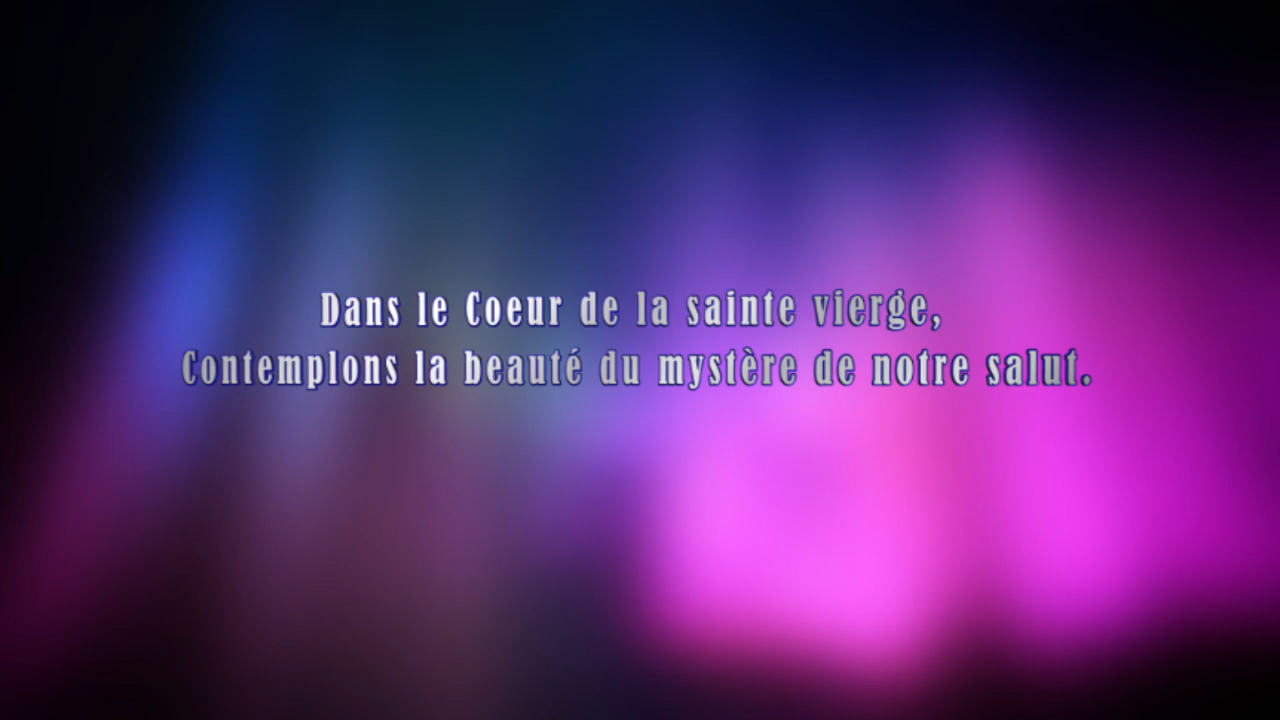 Dans le Coeur de la sainte vierge,
Contemplons la beauté du mystère de notre salut.